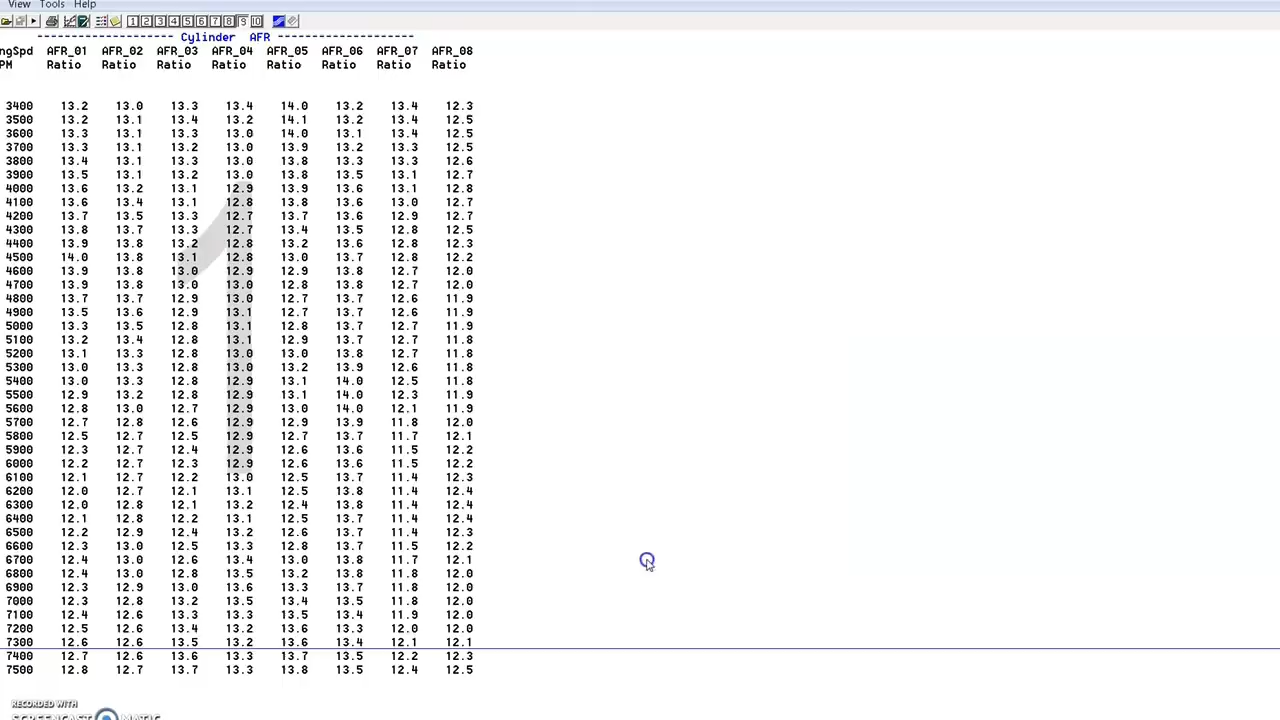 View Tools Help
1 2 3 4 5 6 7 8 9 10
-------------------- Cylinder AFR --------------------
ngSpd AFR_01 AFR_02 AFR_03 AFR_04 AFR_05 AFR_06 AFR_07 AFR_08
PM Ratio Ratio Ratio Ratio Ratio Ratio Ratio Ratio
3400 13.2 13.0 13.3 13.4 14.0 13.2 13.4 12.3
3500 13.2 13.1 13.4 13.2 14.1 13.2 13.4 12.5
3600 13.3 13.1 13.3 13.0 14.0 13.1 13.4 12.5
3700 13.3 13.1 13.2 13.0 13.9 13.2 13.3 12.5
3800 13.4 13.1 13.3 13.0 13.8 13.3 13.3 12.6
3900 13.5 13.1 13.2 13.0 13.8 13.5 13.1 12.7
4000 13.6 13.2 13.1 12.9 13.9 13.6 13.1 12.8
4100 13.6 13.4 13.1 12.8 13.8 13.6 13.0 12.7
4200 13.7 13.5 13.3 12.7 13.7 13.6 12.9 12.7
4300 13.8 13.7 13.3 12.7 13.4 13.5 12.8 12.5
4400 13.9 13.8 13.2 12.8 13.2 13.6 12.8 12.3
4500 14.0 13.8 13.1 12.8 13.0 13.7 12.8 12.2
4600 13.9 13.8 13.0 12.9 12.9 13.8 12.7 12.0
4700 13.9 13.8 13.0 13.0 12.8 13.8 12.7 12.0
4800 13.7 13.7 12.9 13.0 12.7 13.7 12.6 11.9
4900 13.5 13.6 12.9 13.1 12.7 13.7 12.6 11.9
5000 13.3 13.5 12.8 13.1 12.8 13.7 12.7 11.9
5100 13.2 13.4 12.8 13.1 12.9 13.7 12.7 11.8
5200 13.1 13.3 12.8 13.0 13.0 13.8 12.7 11.8
5300 13.0 13.3 12.8 13.0 13.2 13.9 12.6 11.8
5400 13.0 13.3 12.8 12.9 13.1 14.0 12.5 11.8
5500 12.9 13.2 12.8 12.9 13.1 14.0 12.3 11.9
5600 12.8 13.0 12.7 12.9 13.0 14.0 12.1 11.9
5700 12.7 12.8 12.6 12.9 12.9 13.9 11.8 12.0
5800 12.5 12.7 12.5 12.9 12.7 13.7 11.7 12.1
5900 12.3 12.7 12.4 12.9 12.6 13.6 11.5 12.2
6000 12.2 12.7 12.3 12.9 12.6 13.6 11.5 12.2
6100 12.1 12.7 12.2 13.0 12.5 13.7 11.4 12.3
6200 12.0 12.7 12.1 13.1 12.5 13.8 11.4 12.4
6300 12.0 12.8 12.1 13.2 12.4 13.8 11.4 12.4
6400 12.1 12.8 12.2 13.1 12.5 13.7 11.4 12.4
6500 12.2 12.9 12.4 13.2 12.6 13.7 11.4 12.3
6600 12.3 13.0 12.5 13.3 12.8 13.7 11.5 12.2
6700 12.4 13.0 12.6 13.4 13.0 13.8 11.7 12.1
6800 12.4 13.0 12.8 13.5 13.2 13.8 11.8 12.0
6900 12.3 12.9 13.0 13.6 13.3 13.7 11.8 12.0
7000 12.3 12.8 13.2 13.5 13.4 13.5 11.8 12.0
7100 12.4 12.6 13.3 13.3 13.5 13.4 11.9 12.0
7200 12.5 12.6 13.4 13.2 13.6 13.3 12.0 12.0
7300 12.6 12.6 13.5 13.2 13.6 13.4 12.1 12.1
7400 12.7 12.6 13.6 13.3 13.7 13.5 12.2 12.3
7500 12.8 12.7 13.7 13.3 13.8 13.5 12.4 12.5
RECORDED WITH
SCREENCAST MATIC